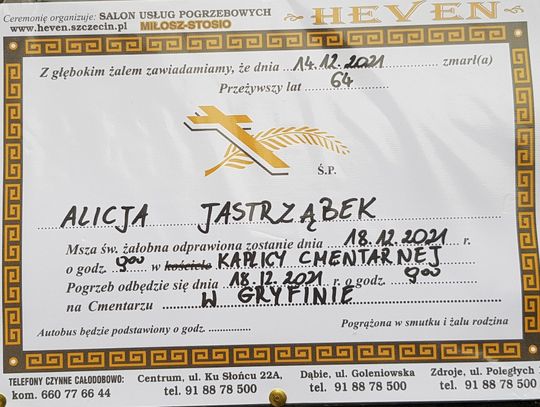 Ceremonię organizuje: SALON USŁUG POGRZEBOWYCH
www.heven.szczecin.pl MIŁOSZ-STOSIO
HEVEN
Z głębokim żalem zawiadamiamy, że dnia 14.12.2021 zmarł(a)
Przeżywszy lat 64
Ś.P.
ALICJA JASTRZĄBEK
Msza św. żałobna odprawiona zostanie dnia 18.12.2021 r.
o godz. 9⁰⁰ w kościele KAPLICY CMENTARNEJ
Pogrzeb odbędzie się dnia 18.12.2021 r. o godz. 9⁰⁰
na Cmentarzu W GRYFINIE
Autobus będzie podstawiony o godz. ...............
Pogrążona w smutku i żalu rodzina
TELEFONY CZYNNE CAŁODOBOWO:
kom. 660 77 66 44
Centrum, ul. Ku Słońcu 22A,
tel. 91 88 78 500
Dąbie, ul. Goleniowska
tel. 91 88 78 500
Zdroje, ul. Poległych
tel. 91 88 78 500